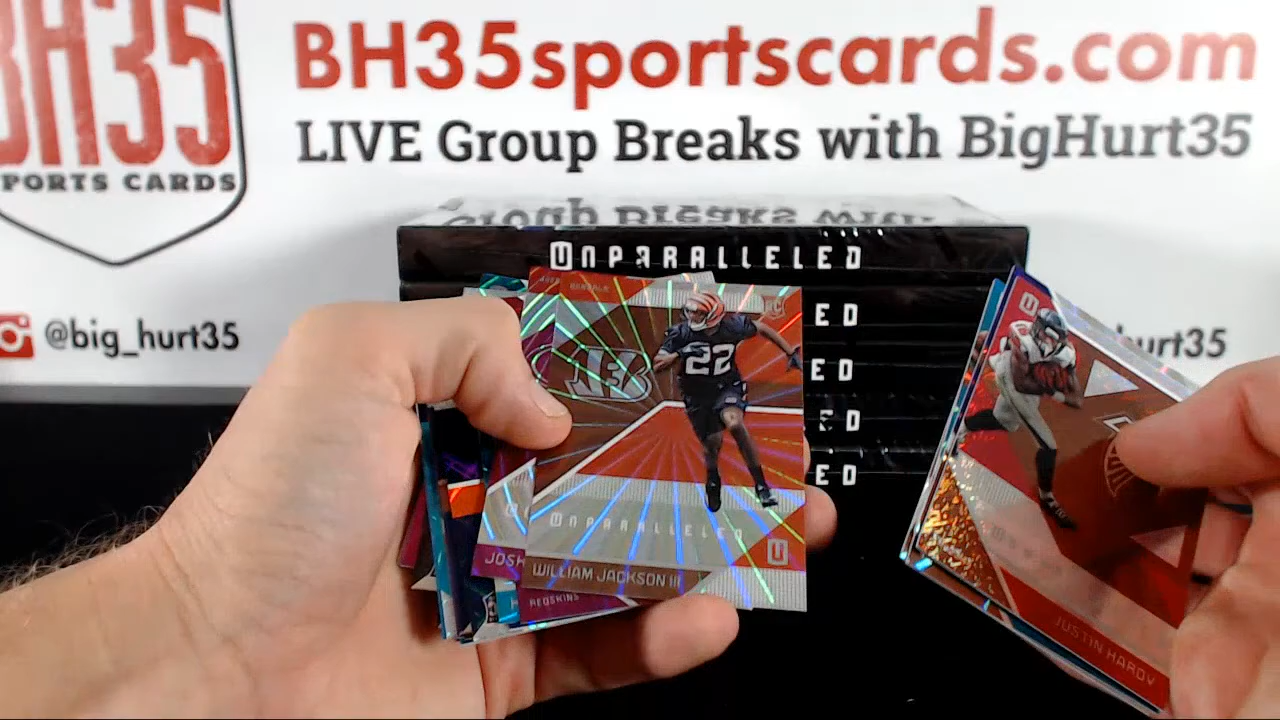 BH35
PORTS CARDS
BH35sportscards.com
LIVE Group Breaks with BigHurt35
@big_hurt35
hurt35
UNPARALLELED
ED
ED
ED
ED
BENGALS
RC
22
UNPARALLELED
U
WILLIAM JACKSON III
JOSH
REDSKINS
U
JUSTIN HARDY